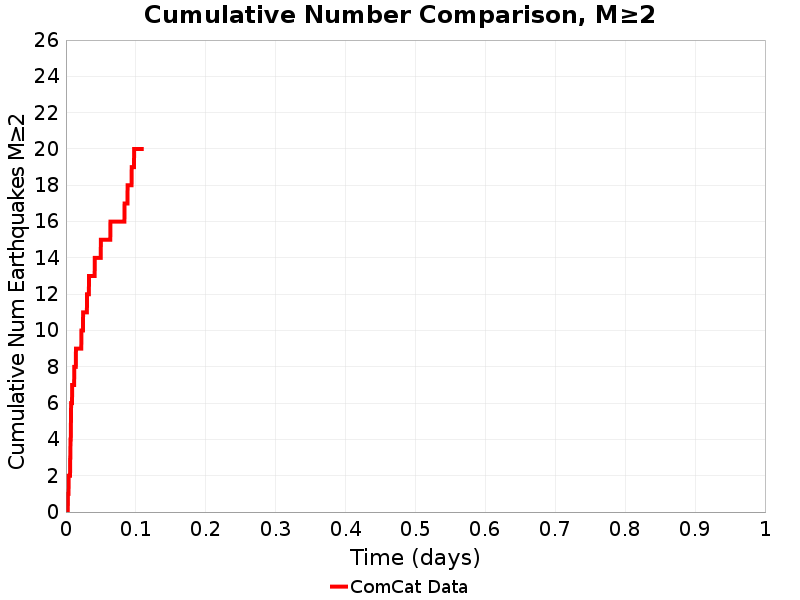 Cumulative Number Comparison, M≥2
Cumulative Num Earthquakes M≥2
26
24
22
20
18
16
14
12
10
8
6
4
2
0
0 0.1 0.2 0.3 0.4 0.5 0.6 0.7 0.8 0.9 1
Time (days)
ComCat Data